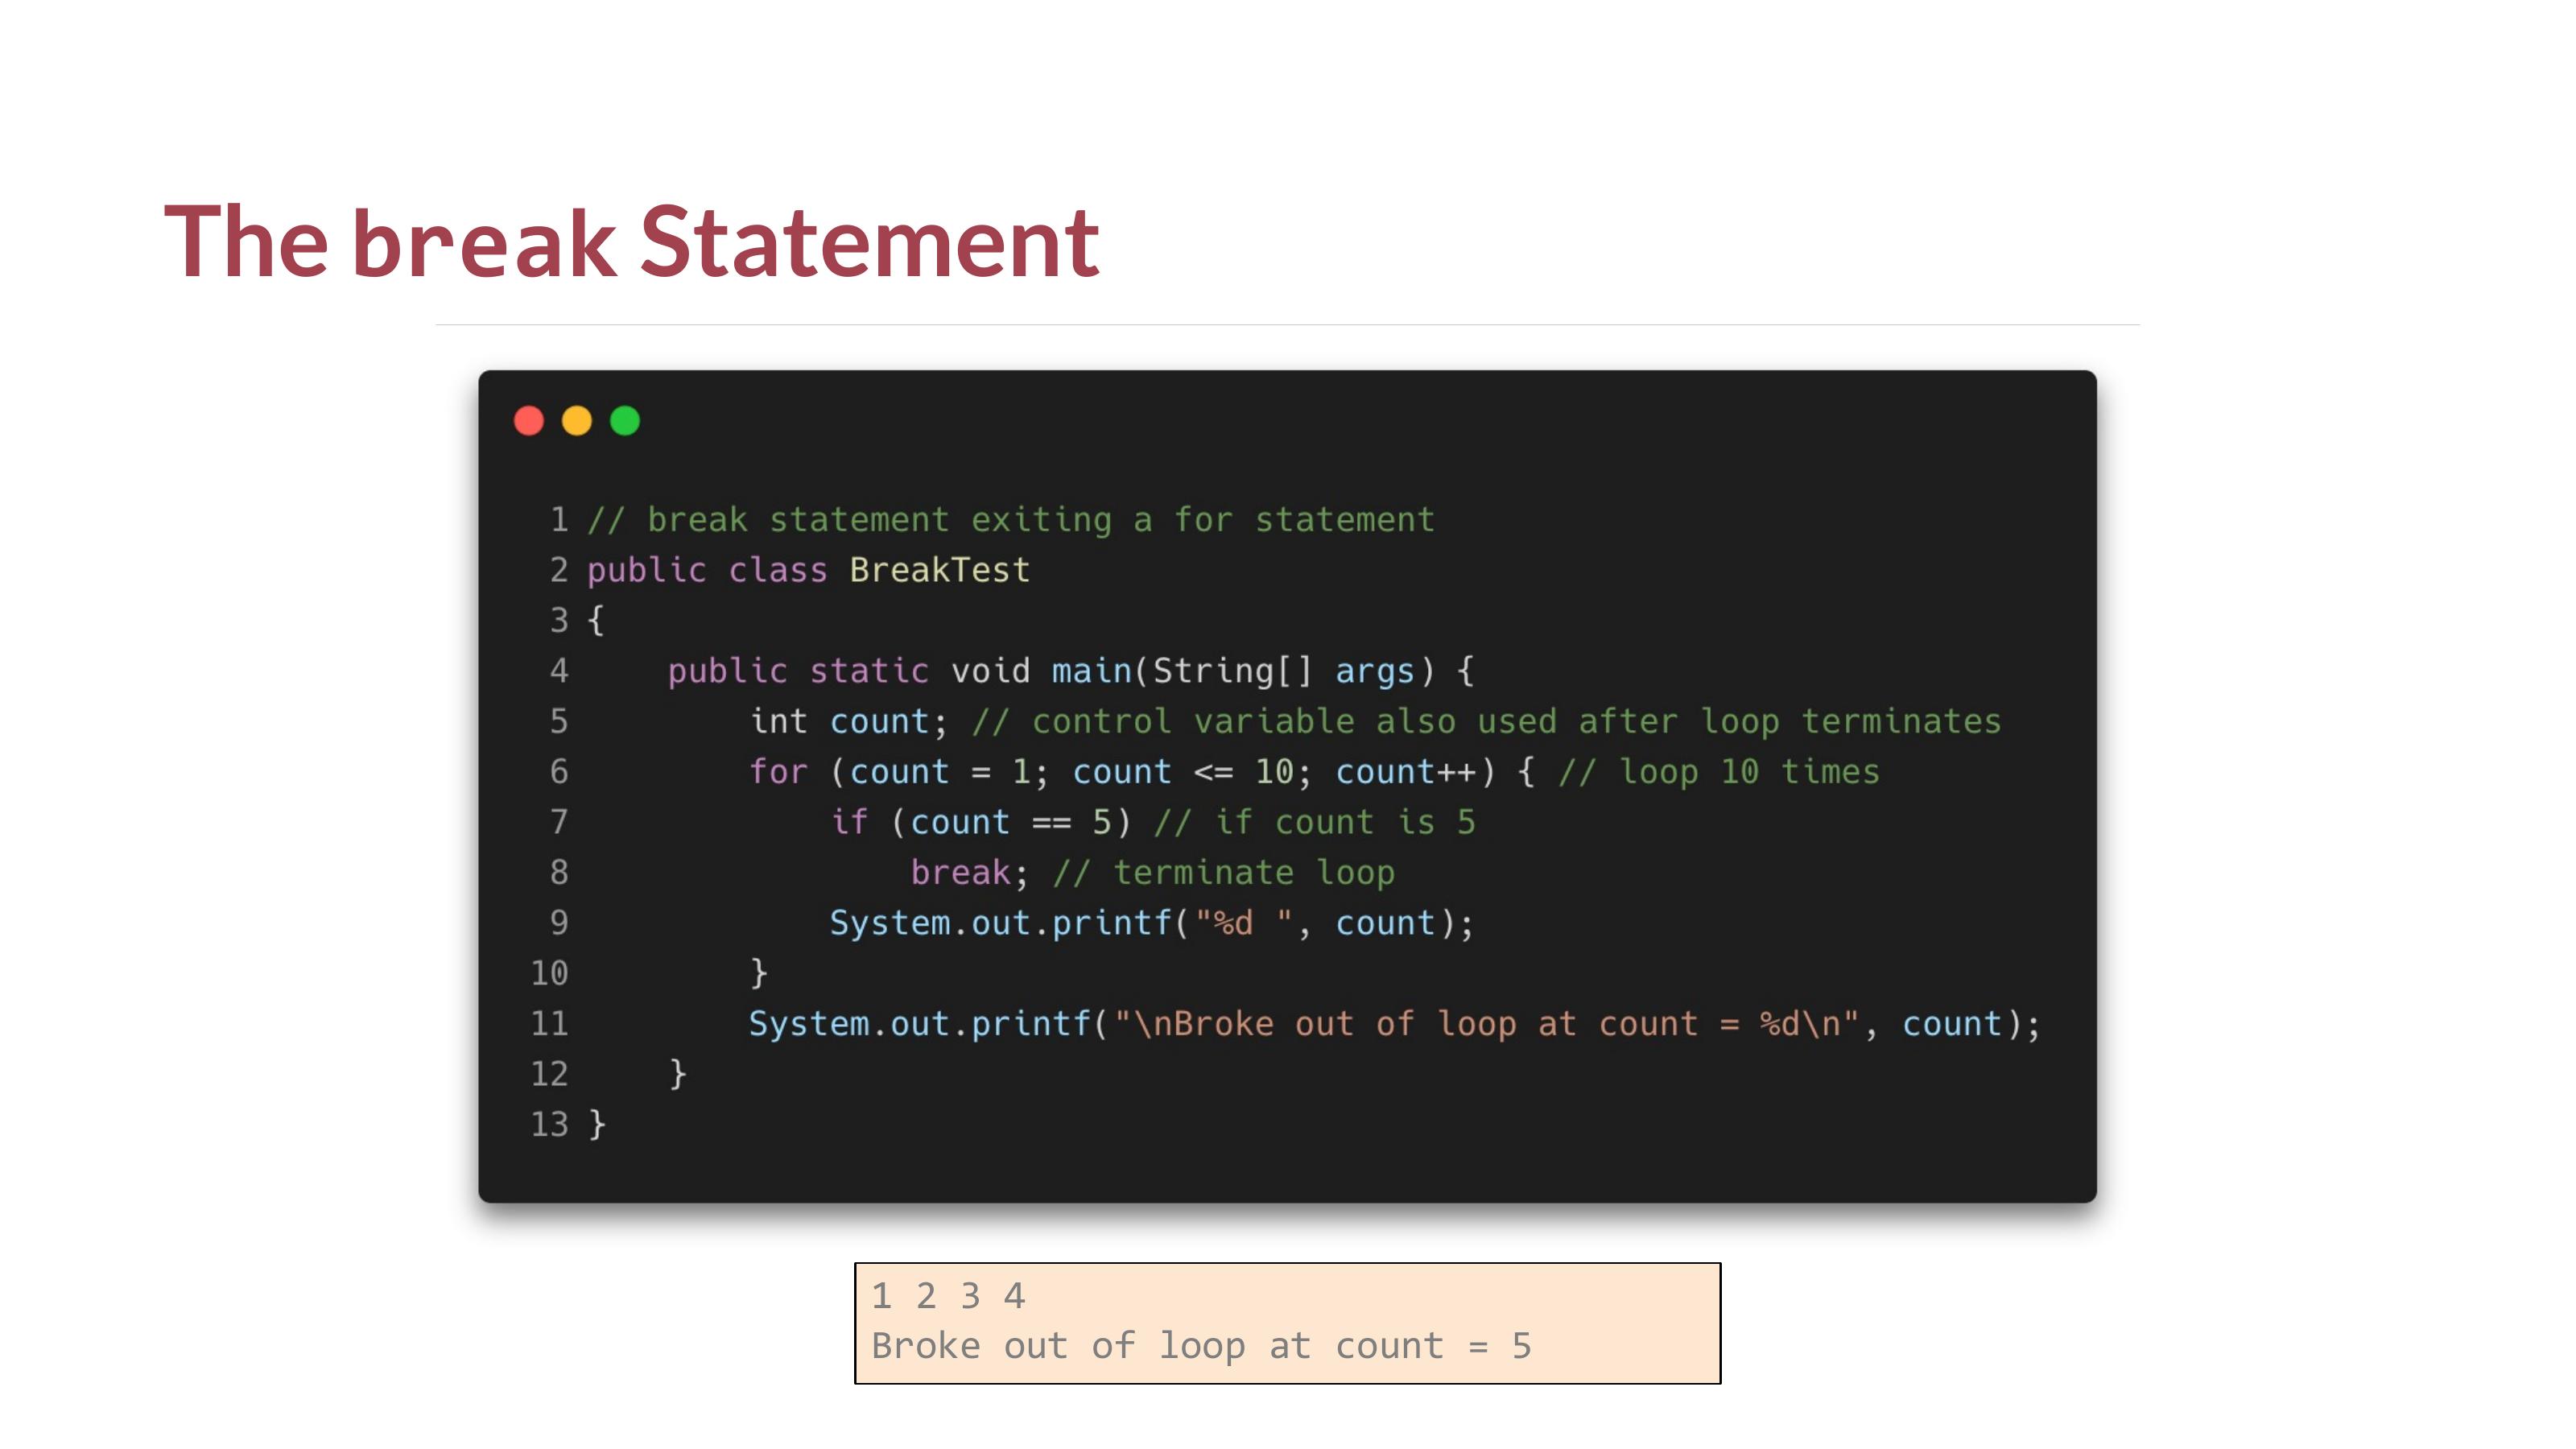 The break Statement
1 // break statement exiting a for statement
2 public class BreakTest
3 {
4     public static void main(String[] args) {
5         int count; // control variable also used after loop terminates
6         for (count = 1; count <= 10; count++) { // loop 10 times
7             if (count == 5) // if count is 5
8                 break; // terminate loop
9             System.out.printf("%d ", count);
10         }
11         System.out.printf("\nBroke out of loop at count = %d\n", count);
12     }
13 }
1 2 3 4
Broke out of loop at count = 5